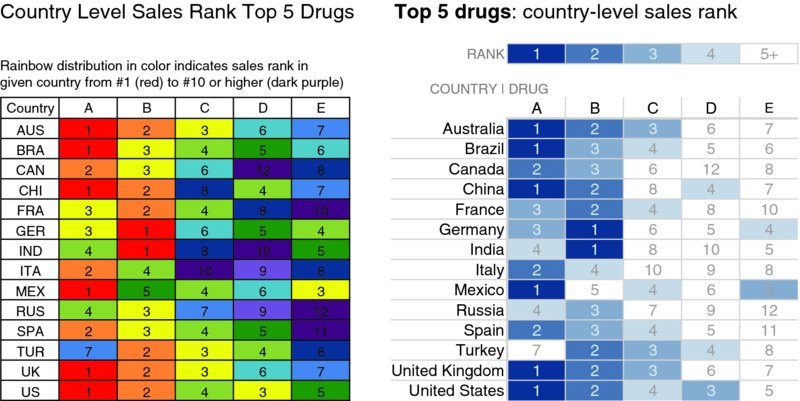 Country Level Sales Rank Top 5 Drugs
Rainbow distribution in color indicates sales rank in
given country from #1 (red) to #10 or higher (dark purple)
Country A B C D E
AUS 1 2 3 6 7
BRA 1 3 4 5 6
CAN 2 3 6 12 8
CHI 1 2 8 4 7
FRA 3 2 4 8 10
GER 3 1 6 5 4
IND 4 1 8 10 5
ITA 2 4 10 9 8
MEX 1 5 4 6 3
RUS 4 3 7 9 12
SPA 2 3 4 5 11
TUR 7 2 3 4 8
UK 1 2 3 6 7
US 1 2 4 3 5
Top 5 drugs: country-level sales rank
RANK 1 2 3 4 5+
COUNTRY | DRUG
A B C D E
Australia 1 2 3 6 7
Brazil 1 3 4 5 6
Canada 2 3 6 12 8
China 1 2 8 4 7
France 3 2 4 8 10
Germany 3 1 6 5 4
India 4 1 8 10 5
Italy 2 4 10 9 8
Mexico 1 5 4 6 3
Russia 4 3 7 9 12
Spain 2 3 4 5 11
Turkey 7 2 3 4 8
United Kingdom 1 2 3 6 7
United States 1 2 4 3 5